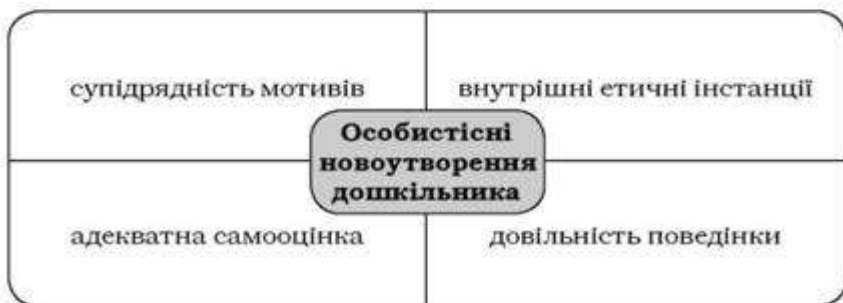 супідрядність мотивів
внутрішні етичні інстанції
Особистісні
новоутворення
дошкільника
адекватна самооцінка
довільність поведінки